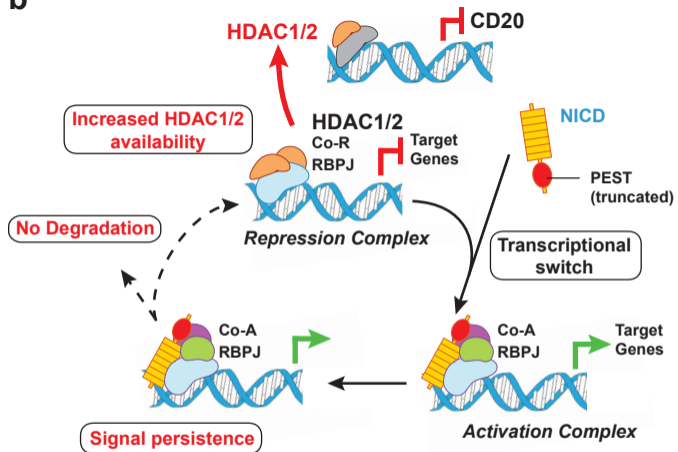 b
HDAC1/2
CD20
Increased HDAC1/2
availability
HDAC1/2
Co-R
RBPJ
Target
Genes
NICD
PEST
(truncated)
No Degradation
Repression Complex
Transcriptional
switch
Co-A
RBPJ
Co-A
RBPJ
Target
Genes
Signal persistence
Activation Complex